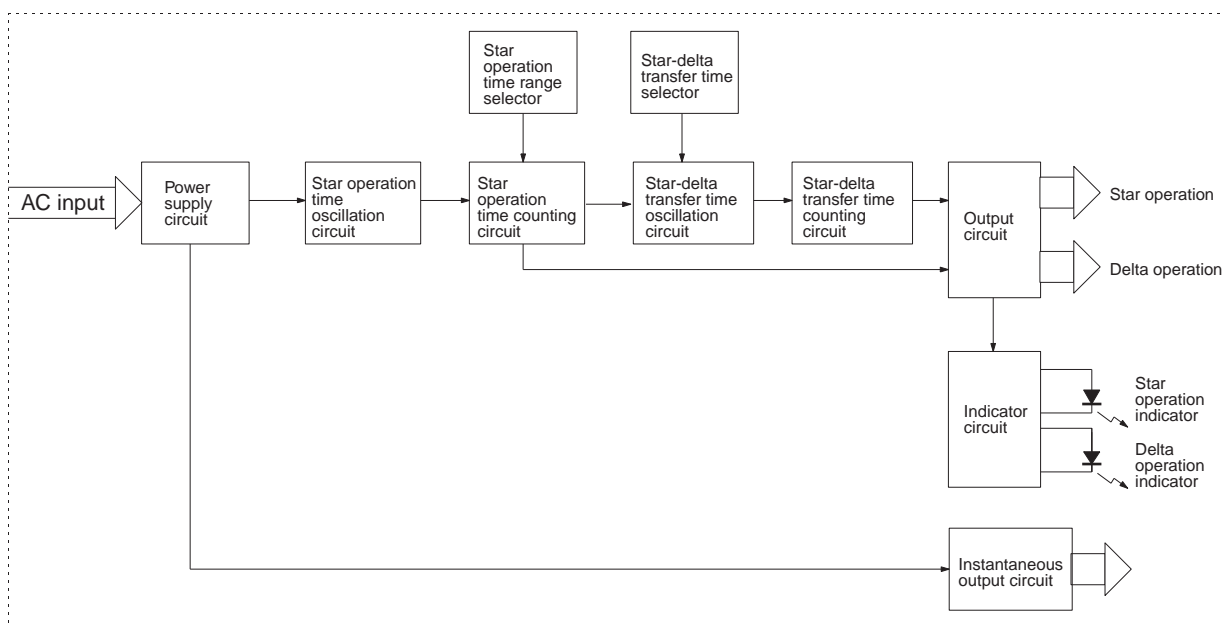 Star
operation
time range
selector
Star-delta
transfer time
selector
AC input
Power
supply
circuit
Star operation
time
oscillation
circuit
Star
operation
time counting
circuit
Star-delta
transfer time
oscillation
circuit
Star-delta
transfer time
counting
circuit
Output
circuit
Star operation
Delta operation
Indicator
circuit
Star
operation
indicator
Delta
operation
indicator
Instantaneous
output circuit